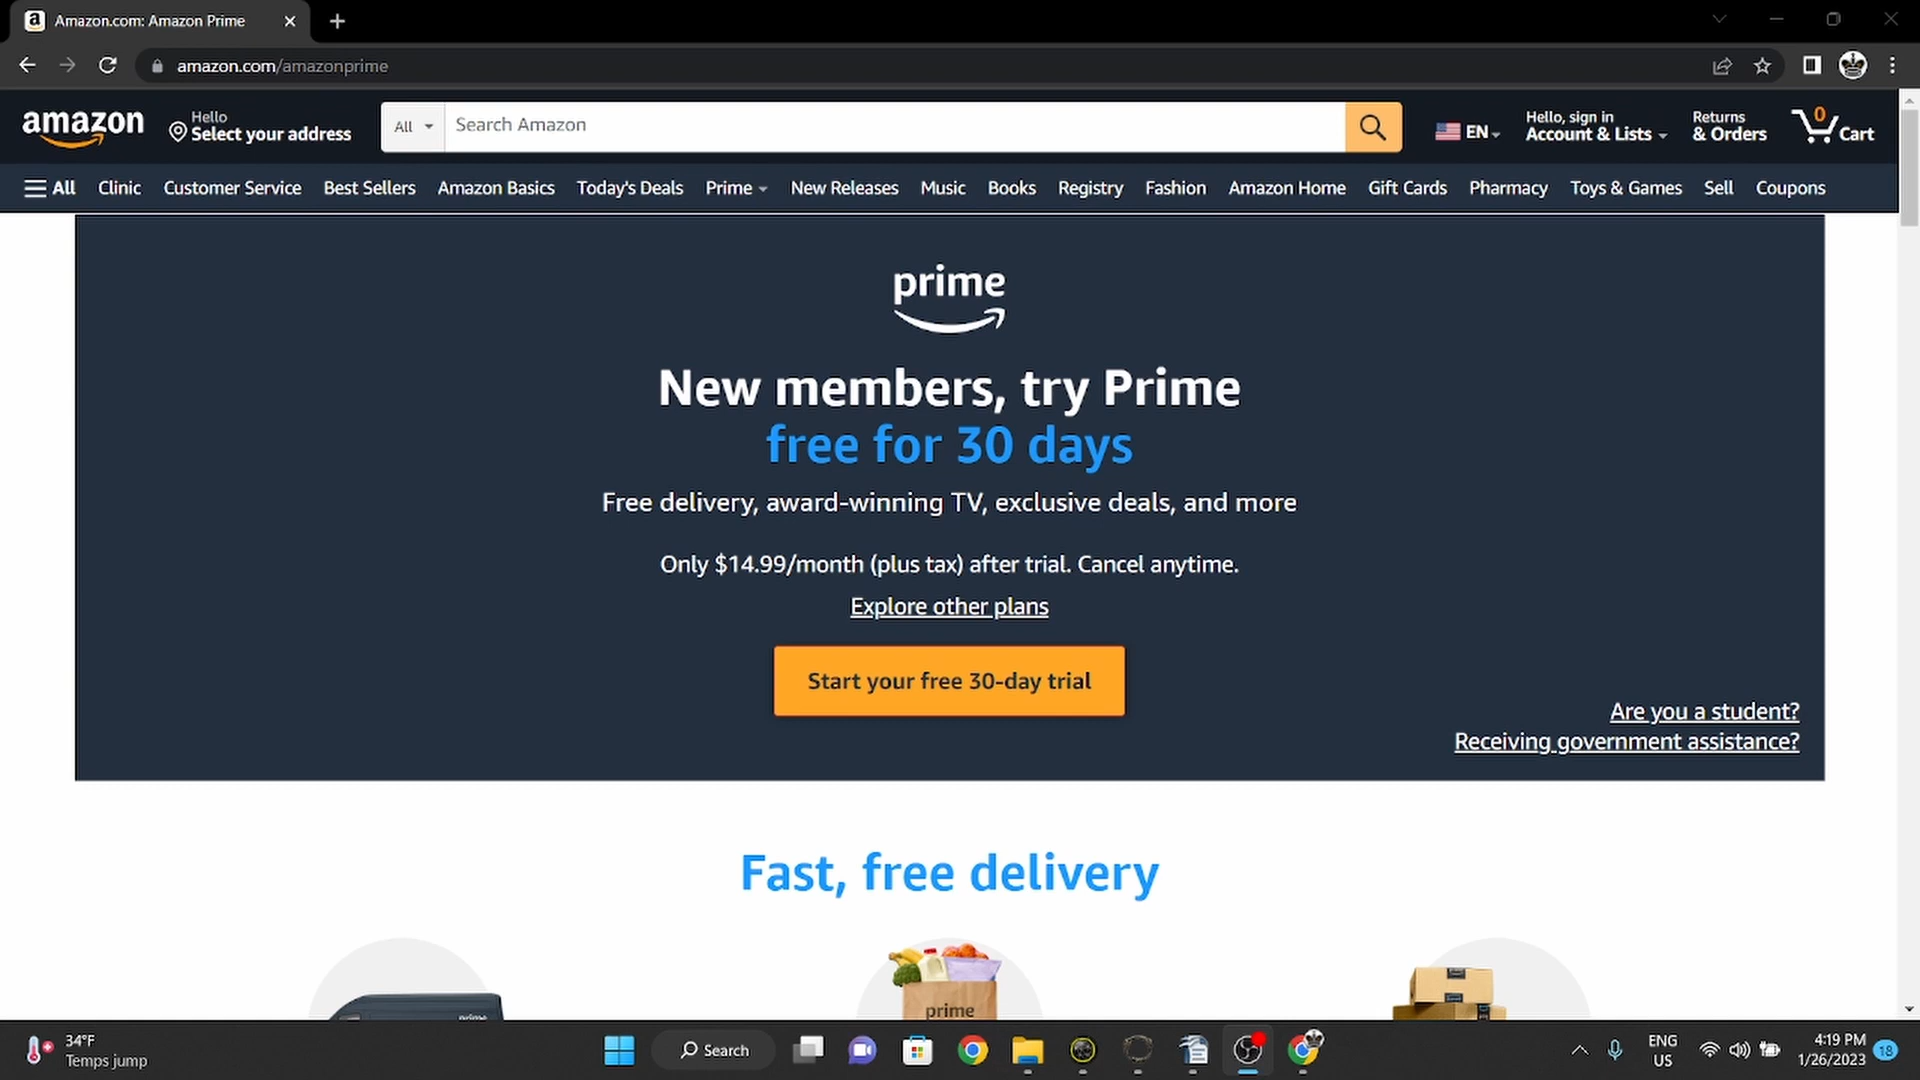 Amazon.com: Amazon Prime
amazon.com/amazonprime
amazon
Hello
Select your address
All
Search Amazon
EN
Hello, sign in
Account & Lists
Returns
& Orders
0
Cart
All Clinic Customer Service Best Sellers Amazon Basics Today's Deals Prime New Releases Music Books Registry Fashion Amazon Home Gift Cards Pharmacy Toys & Games Sell Coupons
prime
New members, try Prime
free for 30 days
Free delivery, award-winning TV, exclusive deals, and more
Only $14.99/month (plus tax) after trial. Cancel anytime.
Explore other plans
Start your free 30-day trial
Are you a student?
Receiving government assistance?
Fast, free delivery
prime
prime
34°F
Temps jump
Search
ENG
US
4:19 PM
1/26/2023
18